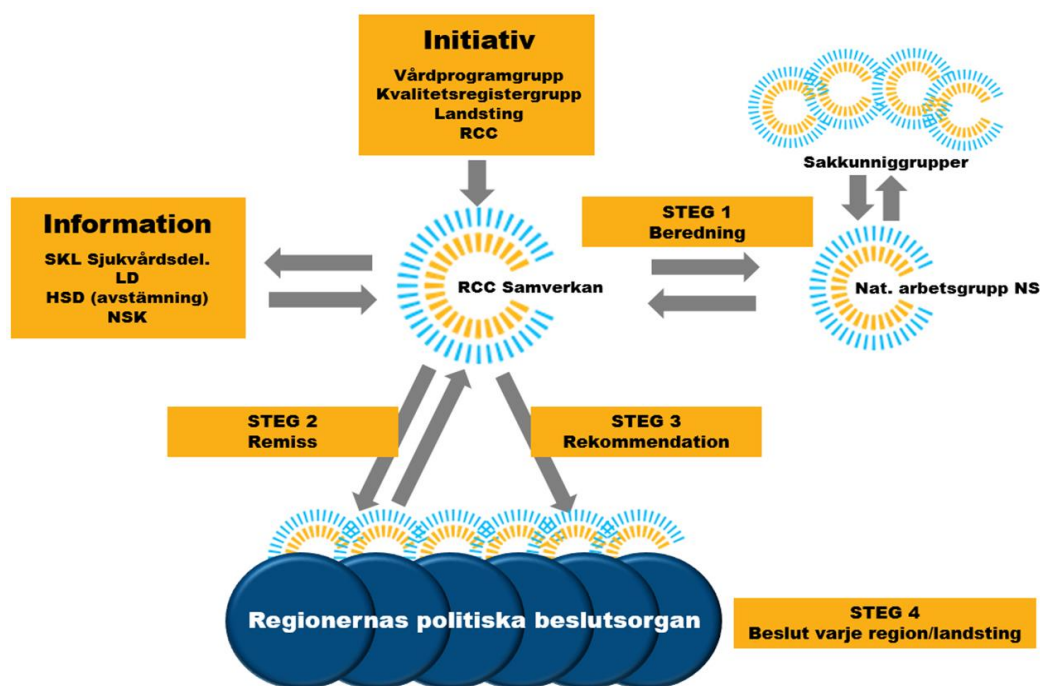 Initiativ
Vårdprogramgrupp
Kvalitetsregistergrupp
Landsting
RCC
Sakkunniggrupper
Information
SKL Sjukvårdsdel.
LD
HSD (avstämning)
NSK
STEG 1
Beredning
RCC Samverkan
Nat. arbetsgrupp NS
STEG 2
Remiss
STEG 3
Rekommendation
Regionernas politiska beslutsorgan
STEG 4
Beslut varje region/landsting